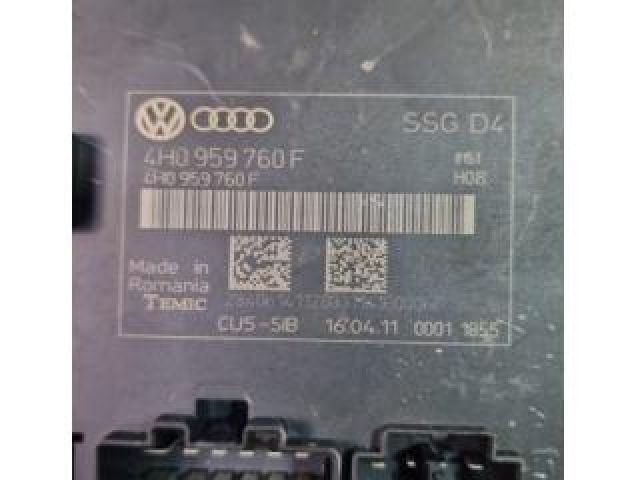 SSG D4
4H0 959 760 F
4H0 959 760 F H08
Made in
Romania
TEMIC
CU5-SIB 16.04.11 0001 1855